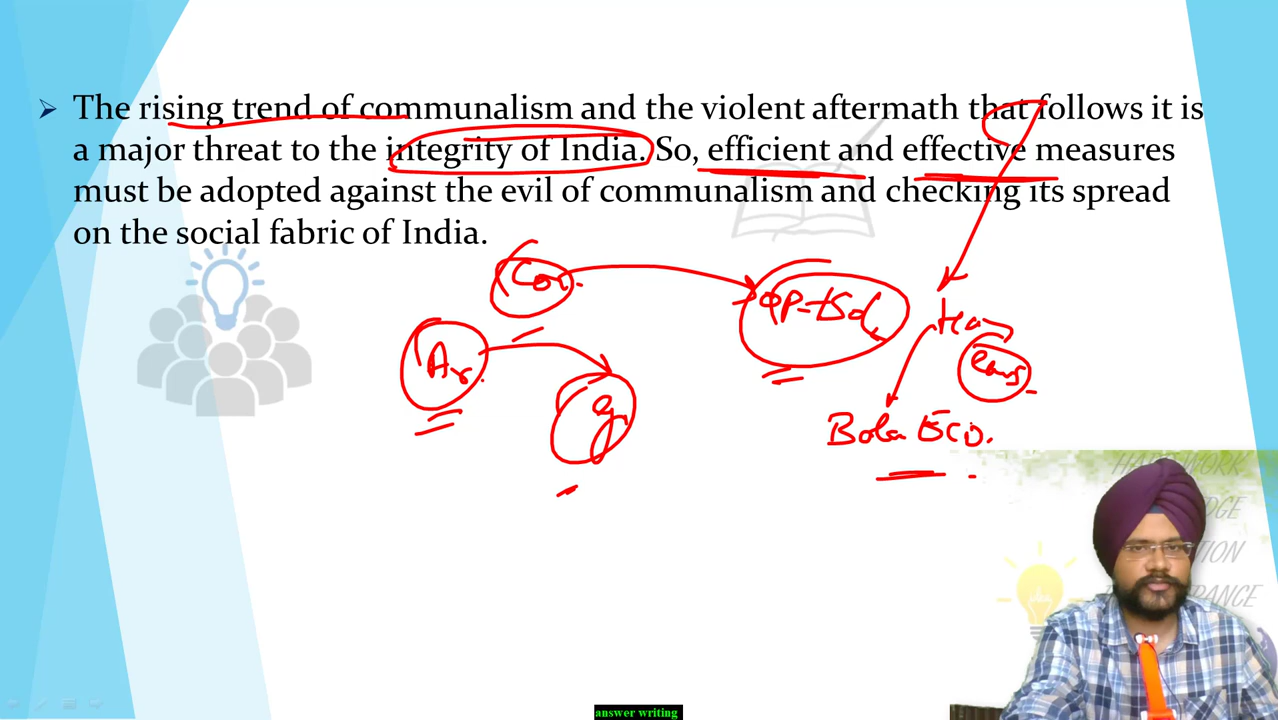 The rising trend of communalism and the violent aftermath that follows it is
a major threat to the integrity of India. So, efficient and effective measures
must be adopted against the evil of communalism and checking its spread
on the social fabric of India.
HARDWORK
answer writing